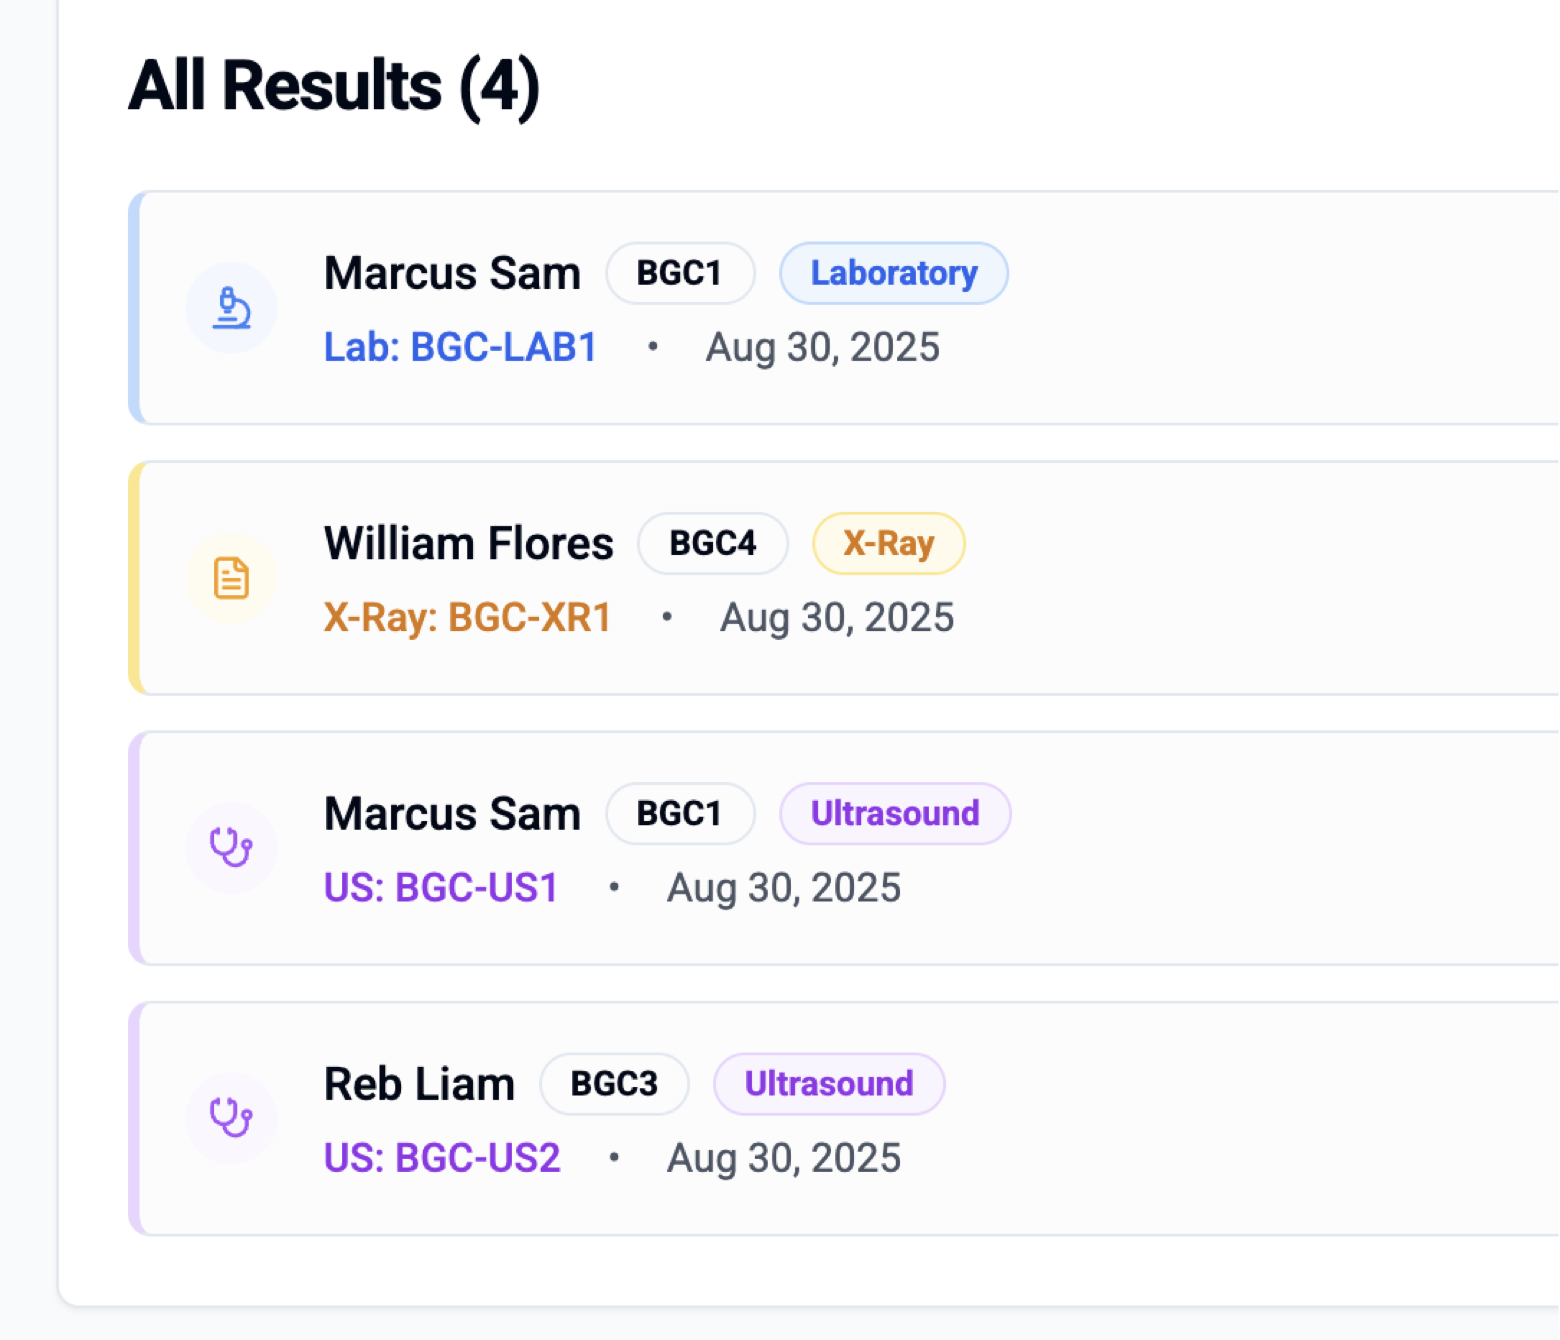 All Results (4)
Marcus Sam BGC1 Laboratory
Lab: BGC-LAB1 • Aug 30, 2025
William Flores BGC4 X-Ray
X-Ray: BGC-XR1 • Aug 30, 2025
Marcus Sam BGC1 Ultrasound
US: BGC-US1 • Aug 30, 2025
Reb Liam BGC3 Ultrasound
US: BGC-US2 • Aug 30, 2025